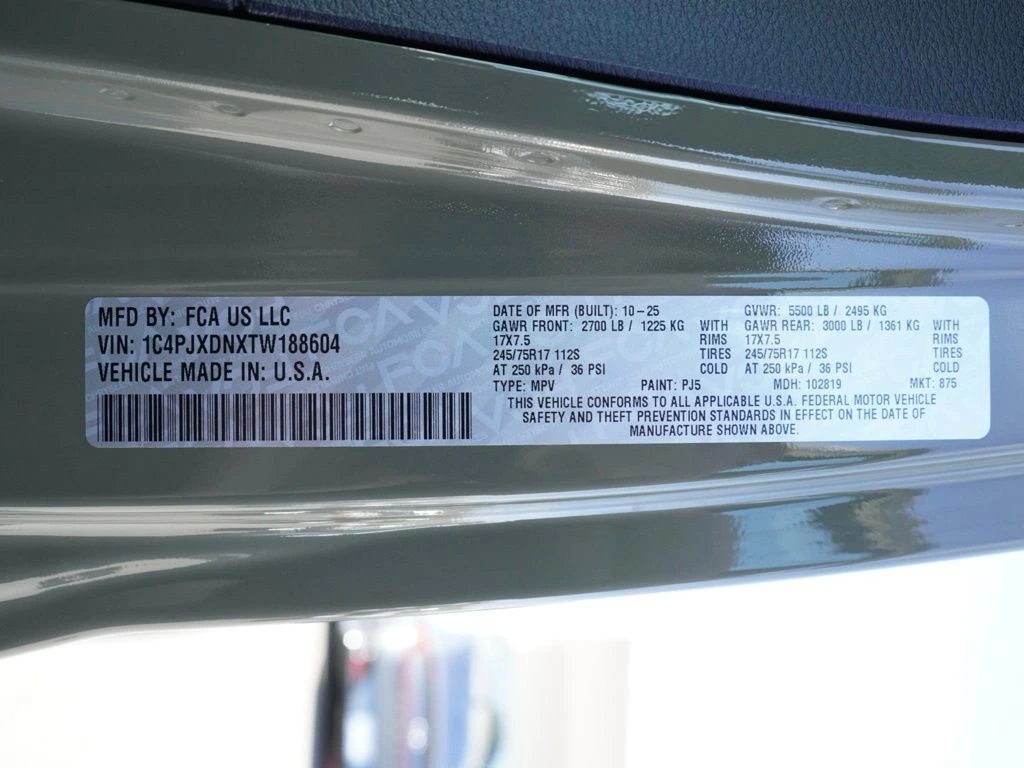 MFD BY: FCA US LLC
VIN: 1C4PJXDNXTW188604
VEHICLE MADE IN: U.S.A.
DATE OF MFR (BUILT): 10-25 GVWR: 5500 LB / 2495 KG
GAWR FRONT: 2700 LB / 1225 KG WITH GAWR REAR: 3000 LB / 1361 KG WITH
17X7.5 RIMS 17X7.5 RIMS
245/75R17 112S TIRES 245/75R17 112S TIRES
AT 250 kPa / 36 PSI COLD AT 250 kPa / 36 PSI COLD
TYPE: MPV PAINT: PJ5 MDH: 102819 MKT: 875
THIS VEHICLE CONFORMS TO ALL APPLICABLE U.S.A. FEDERAL MOTOR VEHICLE
SAFETY AND THEFT PREVENTION STANDARDS IN EFFECT ON THE DATE OF
MANUFACTURE SHOWN ABOVE.